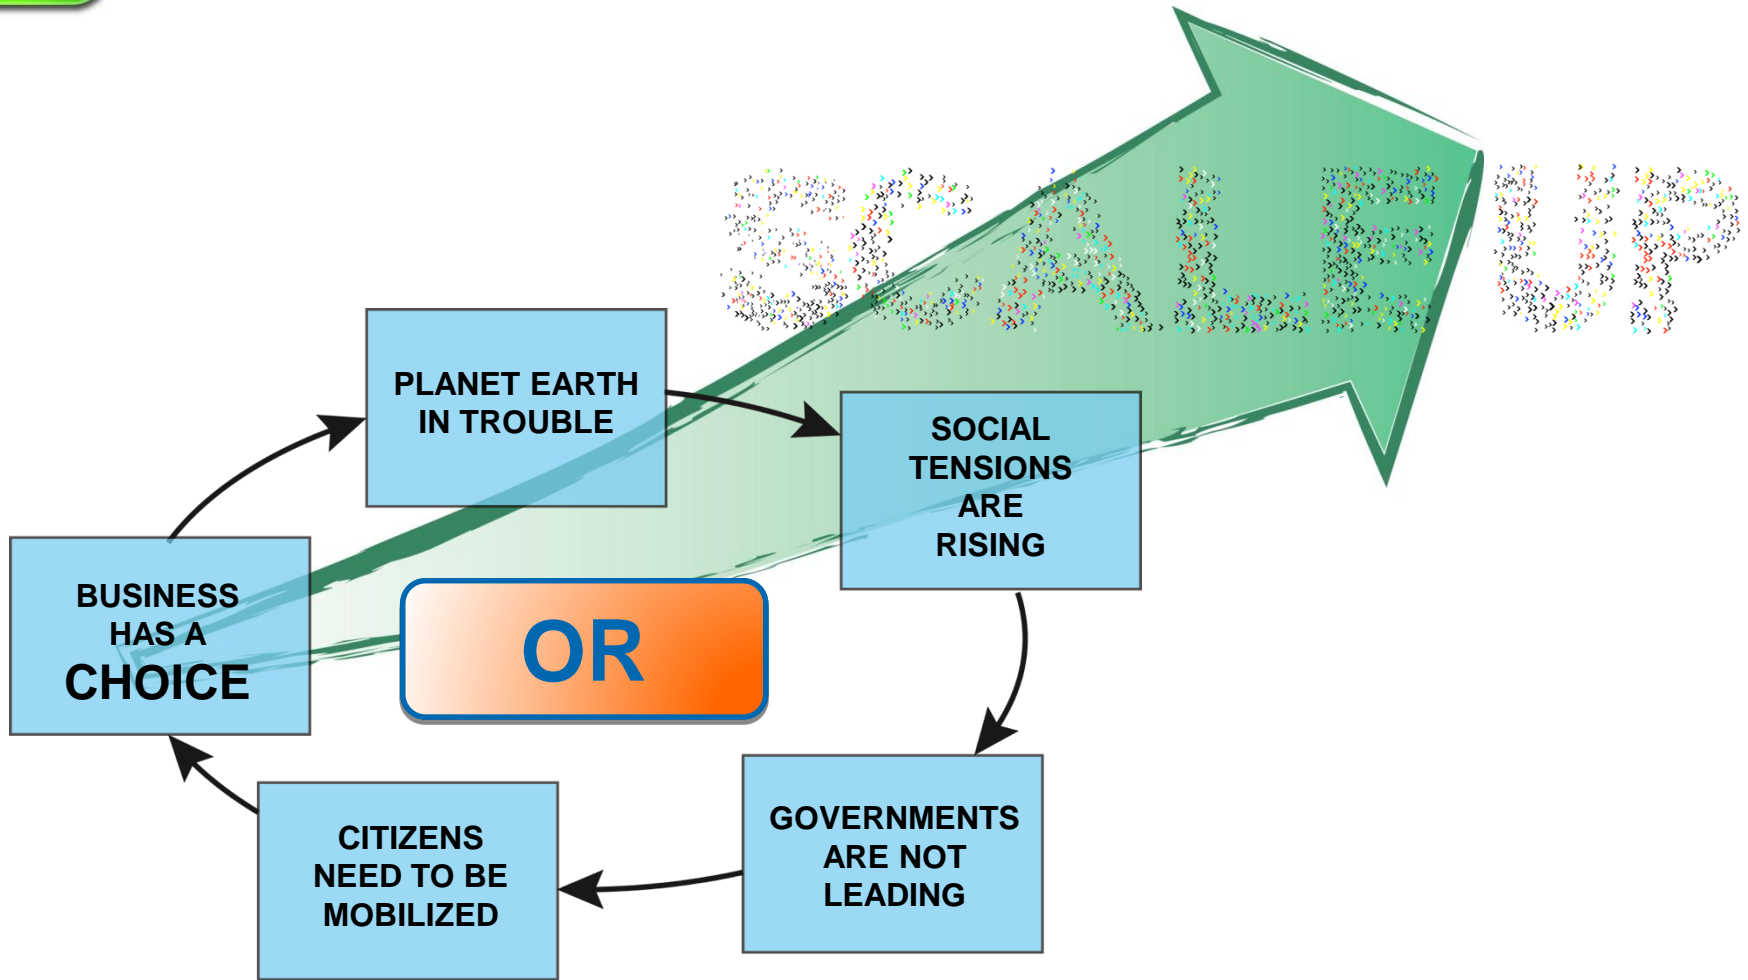 SCALE UP
PLANET EARTH
IN TROUBLE
SOCIAL
TENSIONS
ARE
RISING
BUSINESS
HAS A
CHOICE
OR
GOVERNMENTS
ARE NOT
LEADING
CITIZENS
NEED TO BE
MOBILIZED